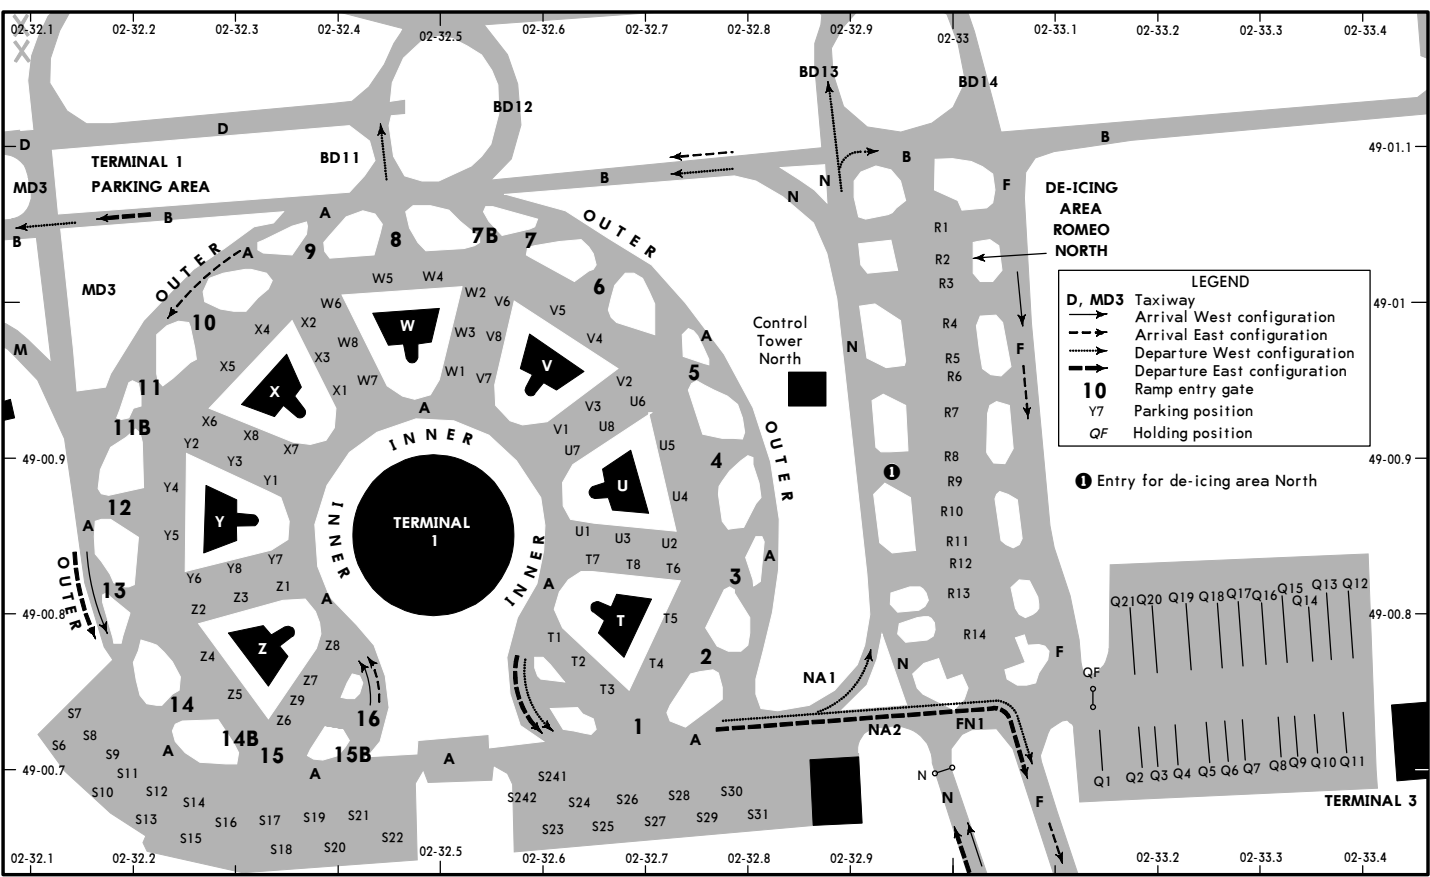 02-32.1 02-32.2 02-32.3 02-32.4 02-32.5 02-32.6 02-32.7 02-32.8 02-32.9 02-33 02-33.1 02-33.2 02-33.3 02-33.4
BD13 BD14
BD12
D
B
D
49-01.1
TERMINAL 1
PARKING AREA
BD11
B
MD3
B
N
N
F
DE-ICING
AREA
ROMEO
NORTH
B
B
A
OUTER
R1
9
8
7B
7
OUTER
R2
A
MD3
W5
W4
R3
6
LEGEND
D, MD3 Taxiway
Arrival West configuration
Arrival East configuration
Departure West configuration
Departure East configuration
10 Ramp entry gate
Y7 Parking position
QF Holding position
1 Entry for de-icing area North
49-01
W6
W2
V6
V5
10
X4
X2
W
W3
V8
V4
A
Control
Tower
North
R4
W8
M
X5
X3
V
N
F
R5
W7
W1
V7
5
R6
11
X
X1
V2
A
V3
U6
R7
11B
X6
X8
INNER
V1
U8
OUTER
Y2
X7
U7
U5
R8
49-00.9
49-00.9
Y3
4
Y4
Y1
R9
U
U4
12
R10
A
Y
TERMINAL
1
INNER
Y5
U1
U3
U2
R11
INNER
OUTER
Y7
T7
T8
T6
A
R12
Y8
Y6
Z1
3
13
A
A
R13
Z3
Z2
Q21 Q20 Q19 Q18 Q17 Q16 Q15 Q14 Q13 Q12
49-00.8
49-00.8
T
T5
T1
R14
Z
Z8
Z4
T2
T4
2
N
F
Z7
T3
NA1
QF
Z5
Z9
14
16
Z6
S7
1
NA2
FN1
S8
14B
A
S6
S9
A
15
15B
A
A
49-00.7
49-00.7
S11
S241
N
Q1 Q2 Q3 Q4 Q5 Q6 Q7 Q8 Q9 Q10 Q11
S10
S12
S14
S242
S24
S26
S28
S30
N
F
TERMINAL 3
S13
S16
S17
S19
S21
S23
S25
S27
S29
S31
S15
S18
S20
S22
02-32.1 02-32.2 02-32.5 02-32.6 02-32.7 02-32.8 02-32.9 02-33.2 02-33.3 02-33.4